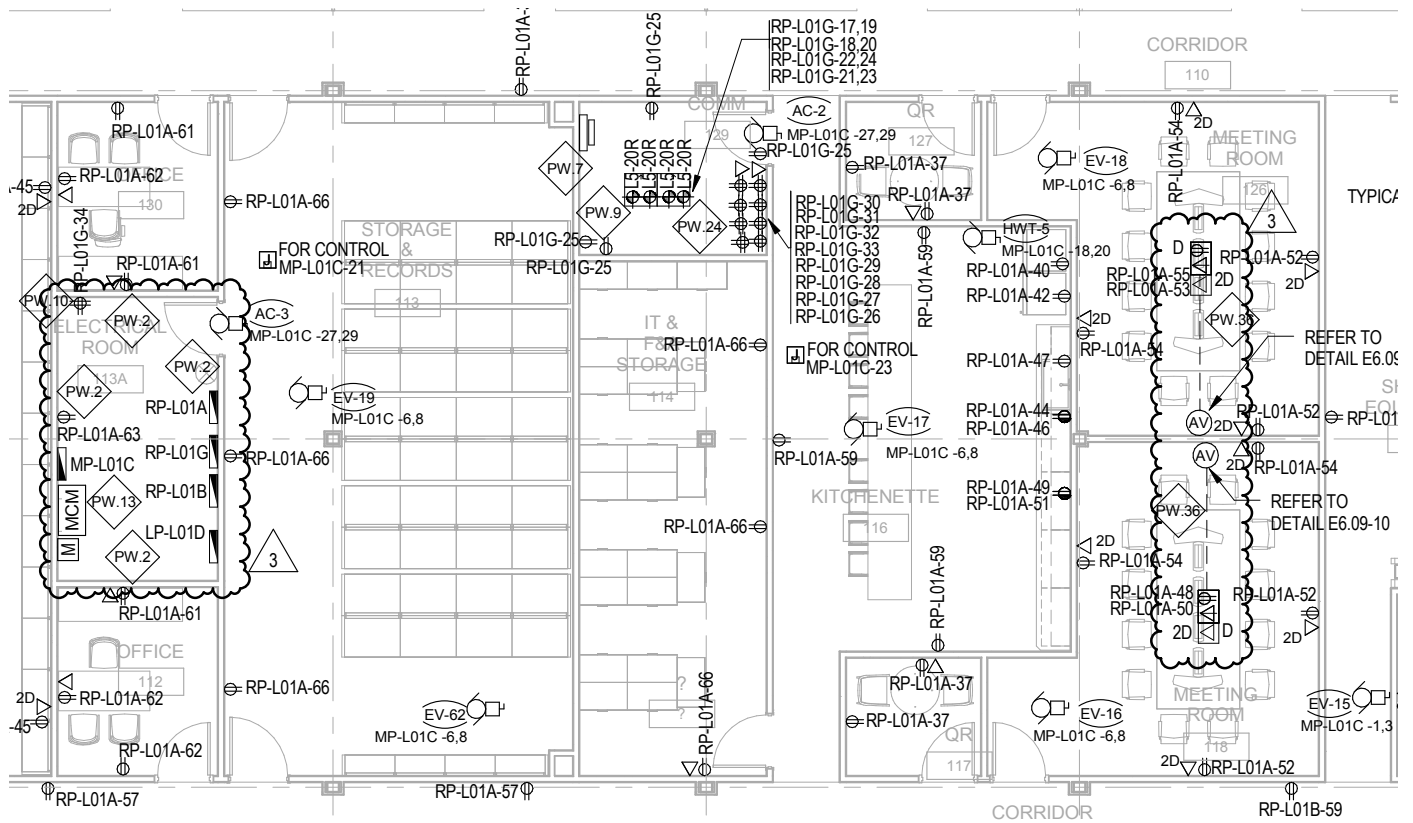 RP-L01A-
RP-L01G-25
RP-L01G-17,19
RP-L01G-18,20
RP-L01G-22,24
RP-L01G-21,23
CORRIDOR
110
RP-L01A-61
COMM
129
AC-2
MP-L01C -27,29
RP-L01G-25
QR
127
RP-L01A-54
2D
MEETING
ROOM
126
L5-20R
L5-20R
L5-20R
L5-20R
PW.7
PW.9
PW.24
RP-L01A-37
RP-L01A-37
EV-18
MP-L01C -6,8
3
TYPICA
-45
2D
RP-L01A-62
130
RP-L01G-34
RP-L01A-66
STORAGE
&
RECORDS
113
FOR CONTROL
MP-L01C-21
RP-L01G-25
RP-L01G-25
RP-L01G-30
RP-L01G-31
RP-L01G-32
RP-L01G-33
RP-L01G-29
RP-L01G-28
RP-L01G-27
RP-L01G-26
RP-L01A-59
HWT-5
MP-L01C -18,20
RP-L01A-40
RP-L01A-42
D
RP-L01A-55
RP-L01A-53
2D
RP-L01A-52
2D
RP-L01A-61
PW.10
PW.2
ELECTRICAL
ROOM
113A
PW.2
PW.2
AC-3
MP-L01C -27,29
IT &
STORAGE
114
RP-L01A-66
FOR CONTROL
MP-L01C-23
2D
RP-L01A-54
PW.36
REFER TO
DETAIL E6.09
RP-L01A-47
RP-L01A
RP-L01A-63
EV-19
MP-L01C -6,8
EV-17
MP-L01C -6,8
RP-L01A-44
RP-L01A-46
AV
2D
RP-L01A-52
RP-L01
RP-L01G
RP-L01A-66
RP-L01A-59
AV
2D
RP-L01A-54
MP-L01C
RP-L01B
MCM
PW.13
KITCHENETTE
116
RP-L01A-49
RP-L01A-51
PW.36
REFER TO
DETAIL E6.09-10
LP-L01D
M
PW.2
3
RP-L01A-66
RP-L01A-59
2D
RP-L01A-54
RP-L01A-48
RP-L01A-50
2D
D
RP-L01A-52
2D
RP-L01A-61
OFFICE
112
RP-L01A-62
2D
-45
RP-L01A-66
?
?
RP-L01A-66
RP-L01A-37
RP-L01A-37
QR
117
EV-62
MP-L01C -6,8
EV-16
MP-L01C -6,8
MEETING
ROOM
118
EV-15
MP-L01C -1,3
RP-L01A-62
2D
RP-L01A-52
RP-L01A-57
RP-L01A-57
CORRIDOR
RP-L01B-59